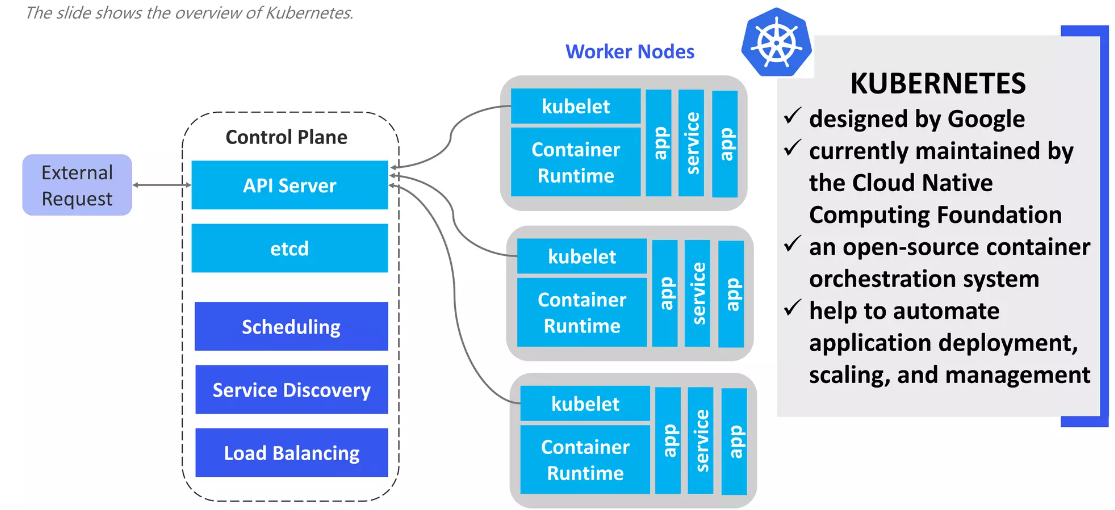 The slide shows the overview of Kubernetes.
External
Request
Control Plane
API Server
etcd
Scheduling
Service Discovery
Load Balancing
Worker Nodes
kubelet
Container
Runtime
app
service
app
kubelet
Container
Runtime
app
service
app
kubelet
Container
Runtime
app
service
app
KUBERNETES
✓ designed by Google
✓ currently maintained by
the Cloud Native
Computing Foundation
✓ an open-source container
orchestration system
✓ help to automate
application deployment,
scaling, and management